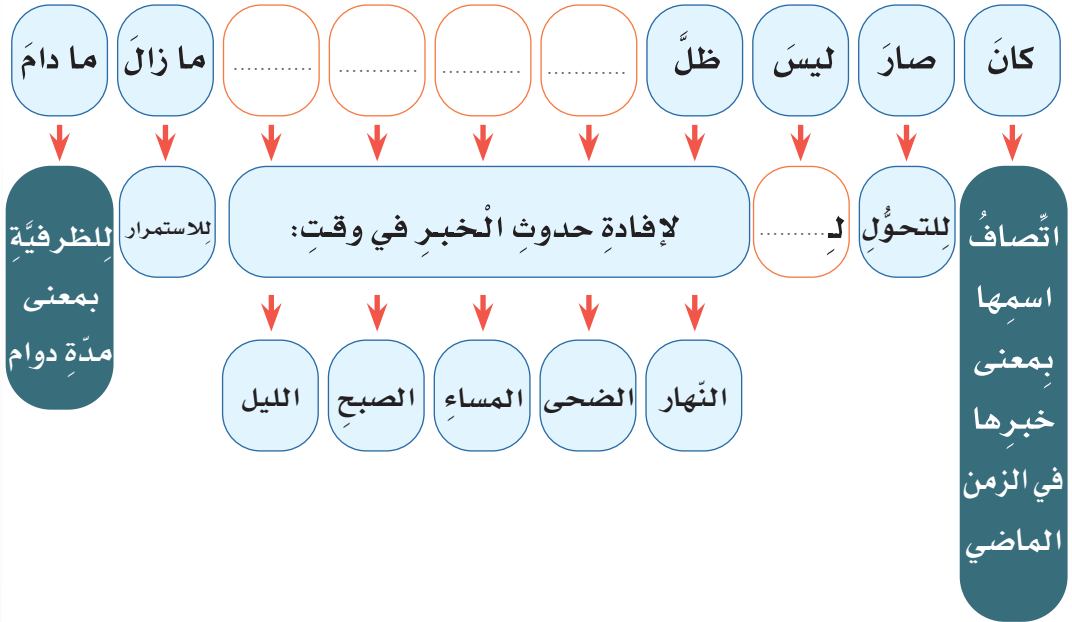 كانَ
صارَ
ليسَ
ظلَّ
............
............
............
............
ما زالَ
ما دامَ
اتِّصافُ
اسمِها
بِمعنى
خبرِها
في الزمن
الماضي
لِلتحوُّلِ
لـِ..........
لإفادةِ حدوثِ الْخبرِ في وقتِ:
لِلاستمرار
لِلظرفيَّةِ
بمعنى
مدّةِ دوام
النّهار
الضحى
المساءِ
الصبحِ
الليل